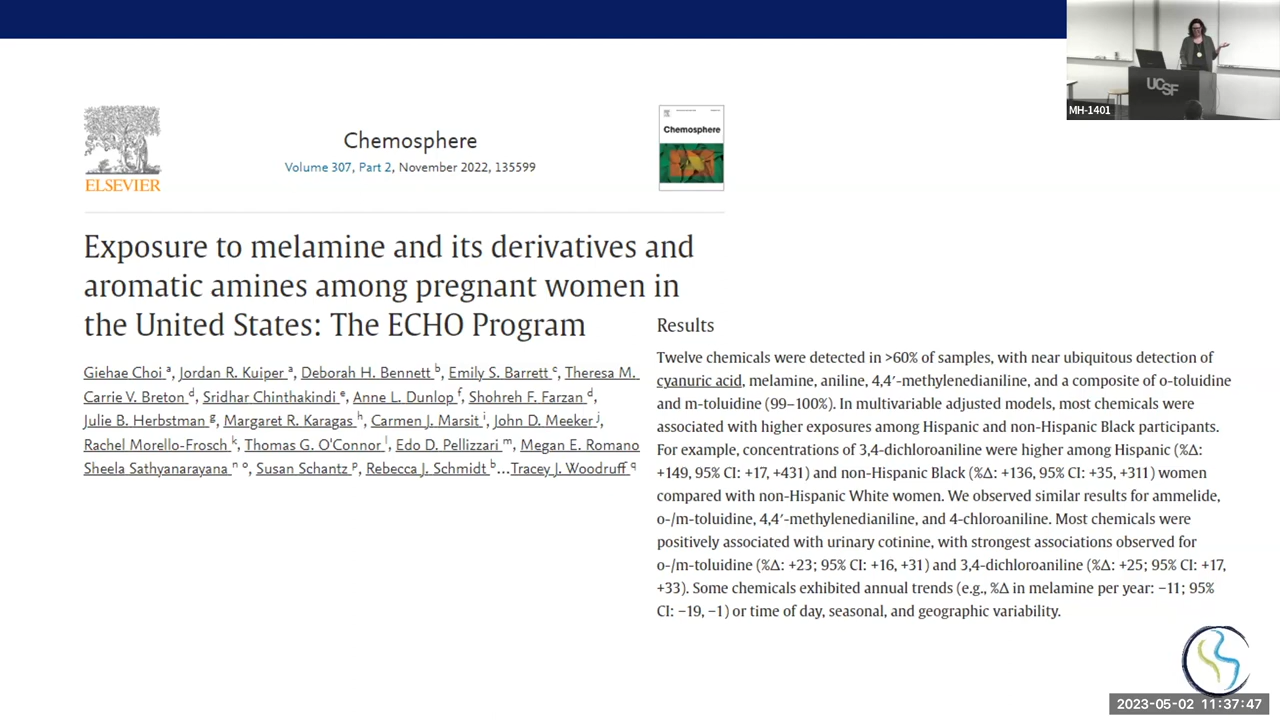 UCSF
MH-1401
ELSEVIER
Chemosphere
Volume 307, Part 2, November 2022, 135599
Chemosphere
Exposure to melamine and its derivatives and
aromatic amines among pregnant women in
the United States: The ECHO Program
Giehae Choi a, Jordan R. Kuiper a, Deborah H. Bennett b, Emily S. Barrett c, Theresa M.
Carrie V. Breton d, Sridhar Chinthakindi e, Anne L. Dunlop f, Shohreh F. Farzan d,
Julie B. Herbstman g, Margaret R. Karagas h, Carmen J. Marsit i, John D. Meeker j,
Rachel Morello-Frosch k, Thomas G. O'Connor l, Edo D. Pellizzari m, Megan E. Romano
Sheela Sathyanarayana n o, Susan Schantz p, Rebecca J. Schmidt b...Tracey J. Woodruff q
Results
Twelve chemicals were detected in >60% of samples, with near ubiquitous detection of
cyanuric acid, melamine, aniline, 4,4′-methylenedianiline, and a composite of o-toluidine
and m-toluidine (99–100%). In multivariable adjusted models, most chemicals were
associated with higher exposures among Hispanic and non-Hispanic Black participants.
For example, concentrations of 3,4-dichloroaniline were higher among Hispanic (%Δ:
+149, 95% CI: +17, +431) and non-Hispanic Black (%Δ: +136, 95% CI: +35, +311) women
compared with non-Hispanic White women. We observed similar results for ammelide,
o-/m-toluidine, 4,4′-methylenedianiline, and 4-chloroaniline. Most chemicals were
positively associated with urinary cotinine, with strongest associations observed for
o-/m-toluidine (%Δ: +23; 95% CI: +16, +31) and 3,4-dichloroaniline (%Δ: +25; 95% CI: +17,
+33). Some chemicals exhibited annual trends (e.g., %Δ in melamine per year: −11; 95%
CI: −19, −1) or time of day, seasonal, and geographic variability.
2023-05-02 11:37:47